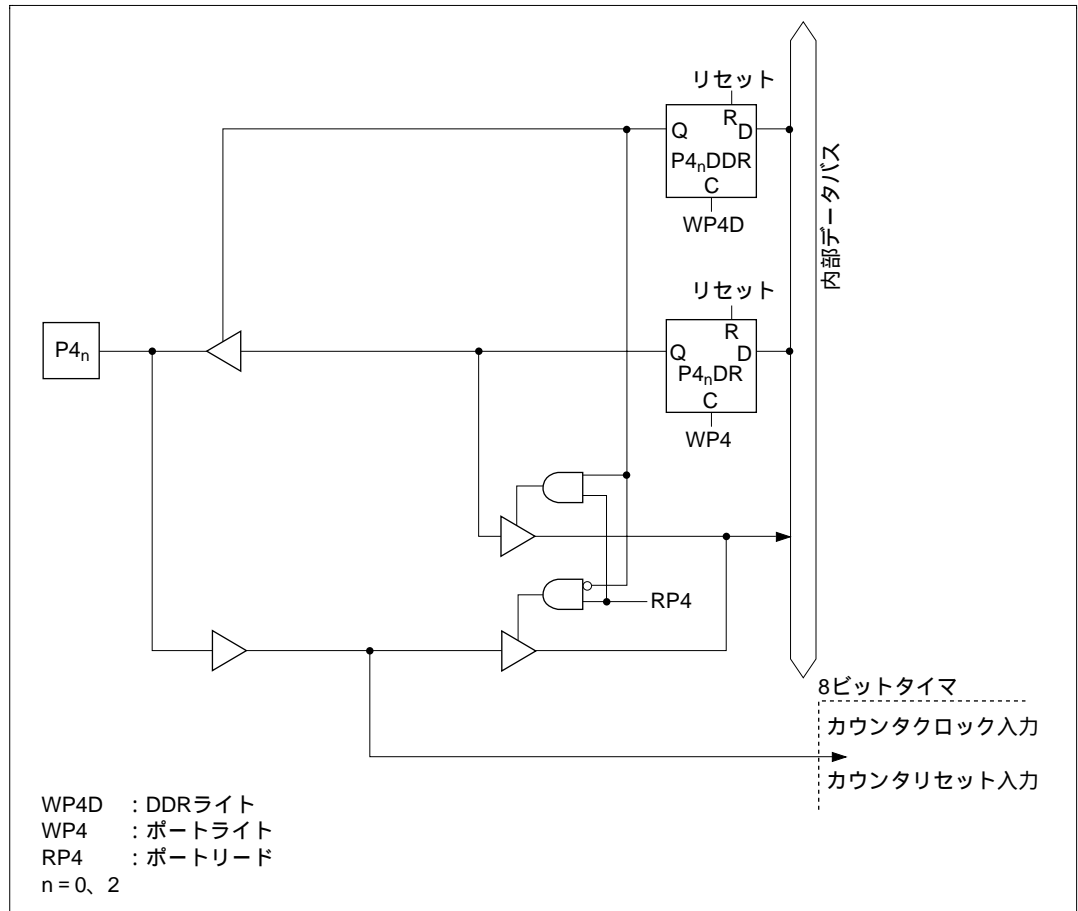 リセット
R
Q D
P4nDDR
C
WP4D
内部データバス
リセット
R
P4n
Q D
P4nDR
C
WP4
RP4
8ビットタイマ
カウンタクロック入力
カウンタリセット入力
WP4D :DDRライト
WP4 :ポートライト
RP4 :ポートリード
n = 0、2